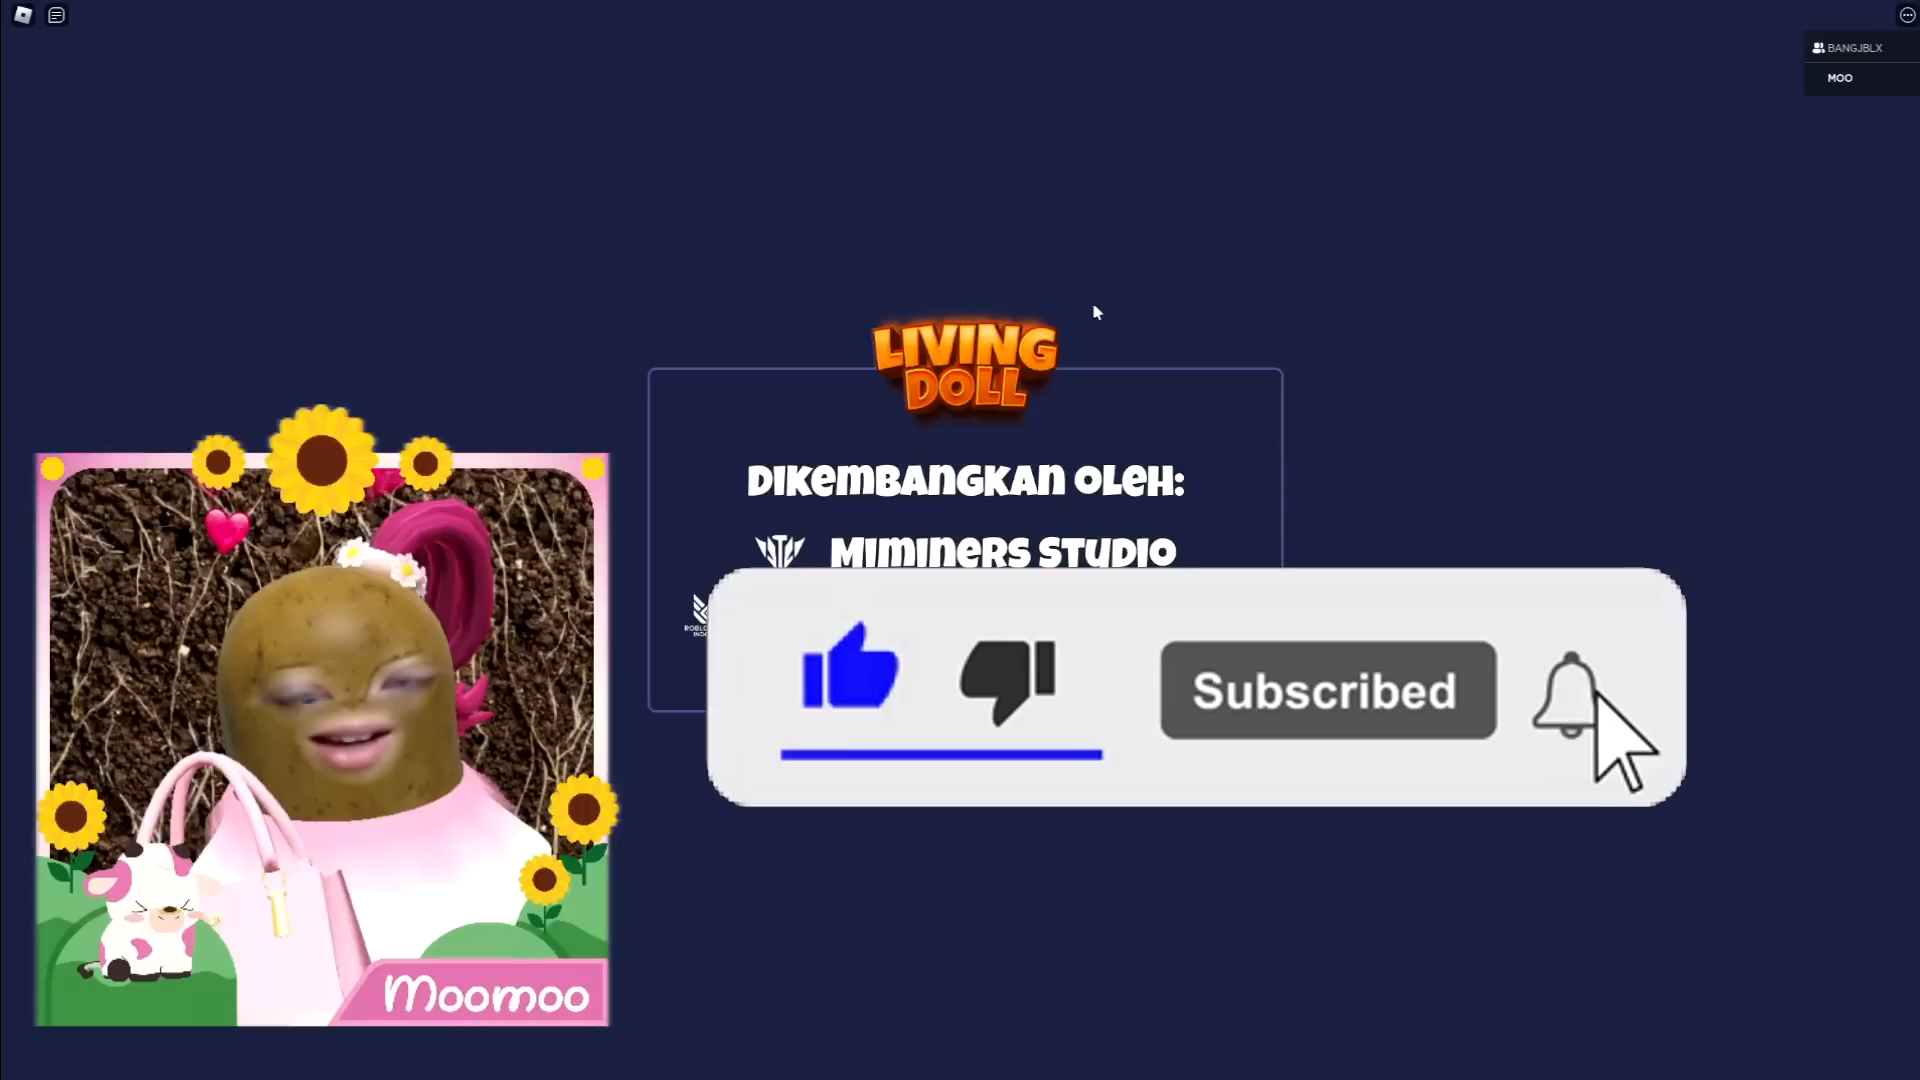 BANGJBLX
MOO
LIVING
DOLL
DIKEMBANGKAN OLEH:
MIMINERS STUDIO
Subscribed
Moomoo